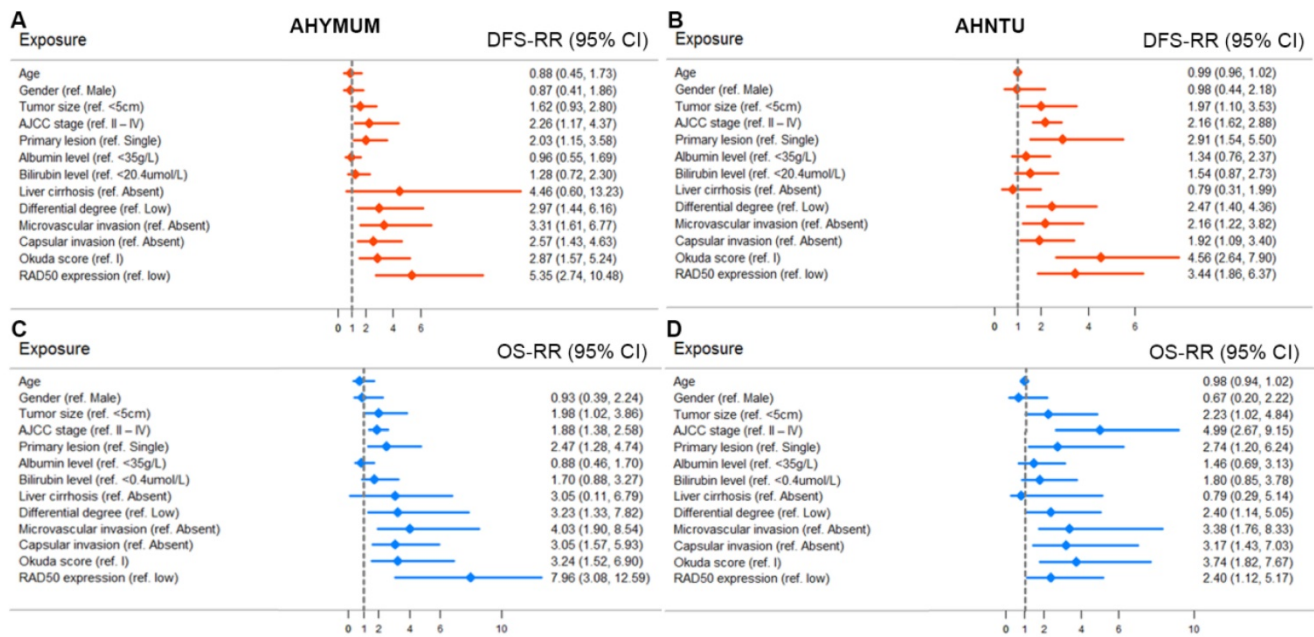 A
AHYMUM
Exposure DFS-RR (95% CI)
Age 0.88 (0.45, 1.73)
Gender (ref. Male) 0.87 (0.41, 1.86)
Tumor size (ref. <5cm) 1.62 (0.93, 2.80)
AJCC stage (ref. II – IV) 2.26 (1.17, 4.37)
Primary lesion (ref. Single) 2.03 (1.15, 3.58)
Albumin level (ref. <35g/L) 0.96 (0.55, 1.69)
Bilirubin level (ref. <20.4umol/L) 1.28 (0.72, 2.30)
Liver cirrhosis (ref. Absent) 4.46 (0.60, 13.23)
Differential degree (ref. Low) 2.97 (1.44, 6.16)
Microvascular invasion (ref. Absent) 3.31 (1.61, 6.77)
Capsular invasion (ref. Absent) 2.57 (1.43, 4.63)
Okuda score (ref. I) 2.87 (1.57, 5.24)
RAD50 expression (ref. low) 5.35 (2.74, 10.48)
0 1 2 4 6
B
AHNTU
Exposure DFS-RR (95% CI)
Age 0.99 (0.96, 1.02)
Gender (ref. Male) 0.98 (0.44, 2.18)
Tumor size (ref. <5cm) 1.97 (1.10, 3.53)
AJCC stage (ref. II – IV) 2.16 (1.62, 2.88)
Primary lesion (ref. Single) 2.91 (1.54, 5.50)
Albumin level (ref. <35g/L) 1.34 (0.76, 2.37)
Bilirubin level (ref. <20.4umol/L) 1.54 (0.87, 2.73)
Liver cirrhosis (ref. Absent) 0.79 (0.31, 1.99)
Differential degree (ref. Low) 2.47 (1.40, 4.36)
Microvascular invasion (ref. Absent) 2.16 (1.22, 3.82)
Capsular invasion (ref. Absent) 1.92 (1.09, 3.40)
Okuda score (ref. I) 4.56 (2.64, 7.90)
RAD50 expression (ref. low) 3.44 (1.86, 6.37)
0 1 2 4 6
C
Exposure OS-RR (95% CI)
Age
Gender (ref. Male) 0.93 (0.39, 2.24)
Tumor size (ref. <5cm) 1.98 (1.02, 3.86)
AJCC stage (ref. II – IV) 1.88 (1.38, 2.58)
Primary lesion (ref. Single) 2.47 (1.28, 4.74)
Albumin level (ref. <35g/L) 0.88 (0.46, 1.70)
Bilirubin level (ref. <0.4umol/L) 1.70 (0.88, 3.27)
Liver cirrhosis (ref. Absent) 3.05 (0.11, 6.79)
Differential degree (ref. Low) 3.23 (1.33, 7.82)
Microvascular invasion (ref. Absent) 4.03 (1.90, 8.54)
Capsular invasion (ref. Absent) 3.05 (1.57, 5.93)
Okuda score (ref. I) 3.24 (1.52, 6.90)
RAD50 expression (ref. low) 7.96 (3.08, 12.59)
0 1 2 4 6 10
D
Exposure OS-RR (95% CI)
Age 0.98 (0.94, 1.02)
Gender (ref. Male) 0.67 (0.20, 2.22)
Tumor size (ref. <5cm) 2.23 (1.02, 4.84)
AJCC stage (ref. II – IV) 4.99 (2.67, 9.15)
Primary lesion (ref. Single) 2.74 (1.20, 6.24)
Albumin level (ref. <35g/L) 1.46 (0.69, 3.13)
Bilirubin level (ref. <0.4umol/L) 1.80 (0.85, 3.78)
Liver cirrhosis (ref. Absent) 0.79 (0.29, 5.14)
Differential degree (ref. Low) 2.40 (1.14, 5.05)
Microvascular invasion (ref. Absent) 3.38 (1.76, 8.33)
Capsular invasion (ref. Absent) 3.17 (1.43, 7.03)
Okuda score (ref. I) 3.74 (1.82, 7.67)
RAD50 expression (ref. low) 2.40 (1.12, 5.17)
0 1 2 4 6 10